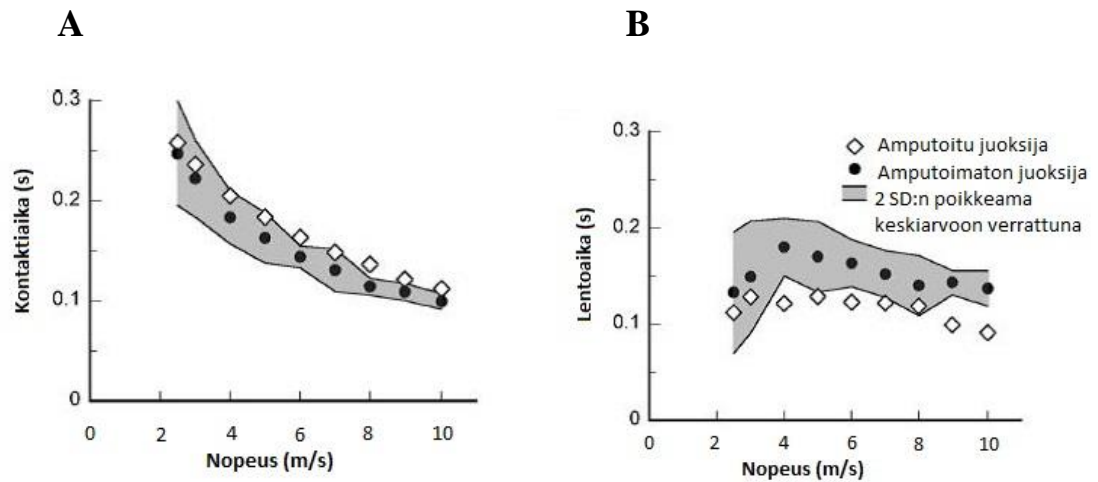 A
B
0.3
0.2
0.1
0
Kontaktiaika (s)
0 2 4 6 8 10
Nopeus (m/s)
0.3
0.2
0.1
0
Lentoaika (s)
Amputoitu juoksija
Amputoimaton juoksija
2 SD:n poikkeama
keskiarvoon verrattuna
0 2 4 6 8 10
Nopeus (m/s)